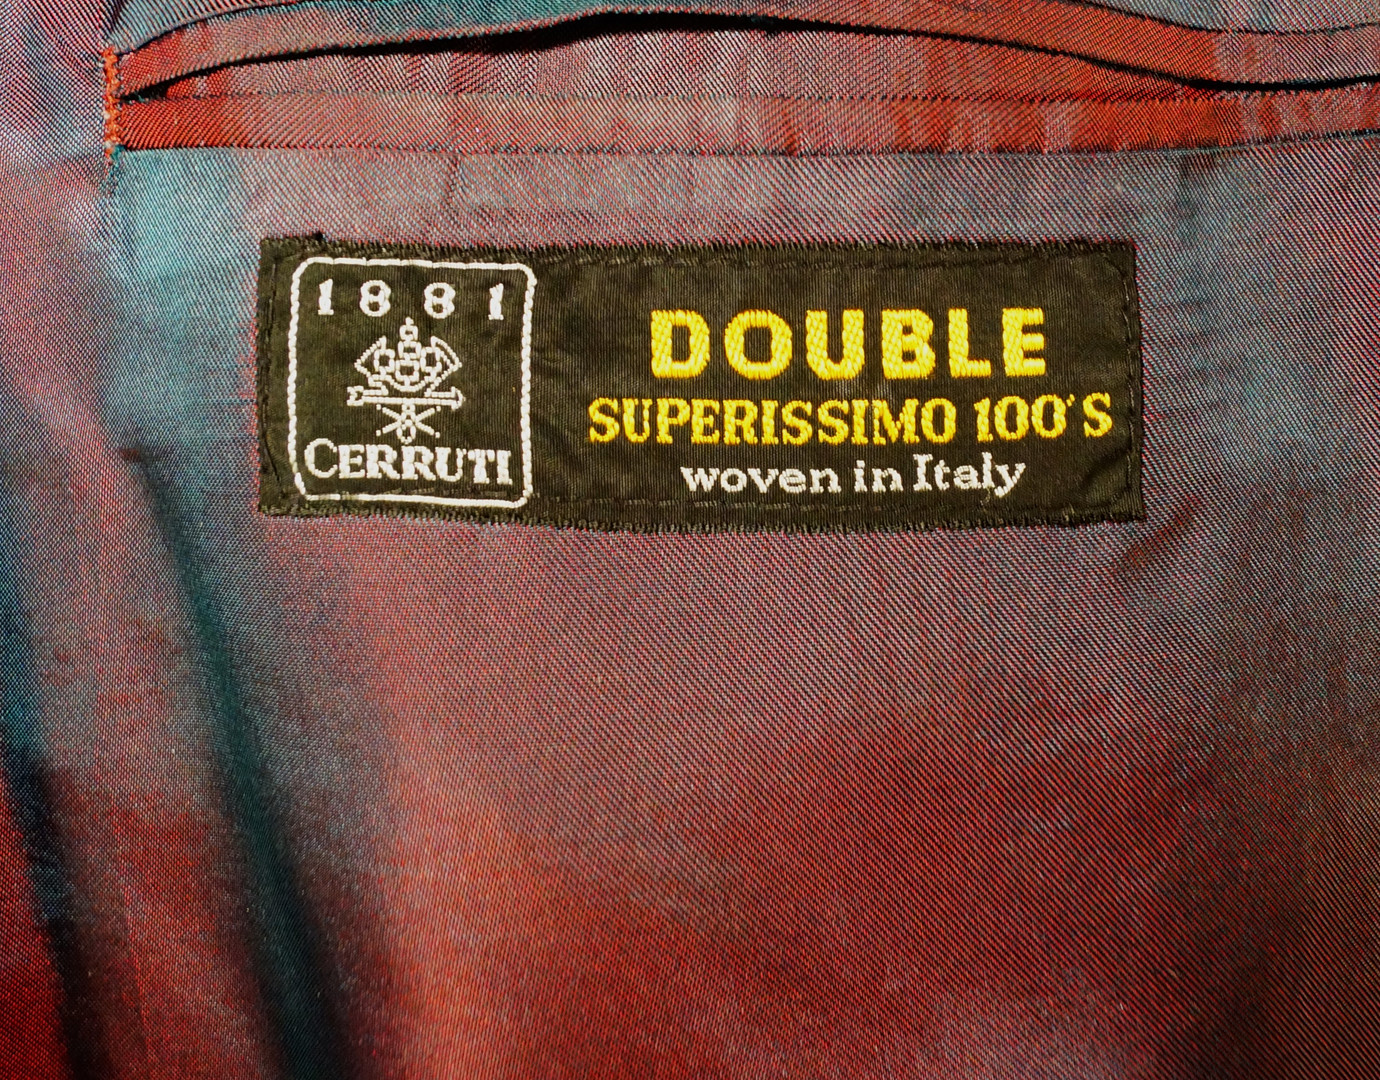 1881
CERRUTI
DOUBLE
SUPERISSIMO 100'S
woven in Italy